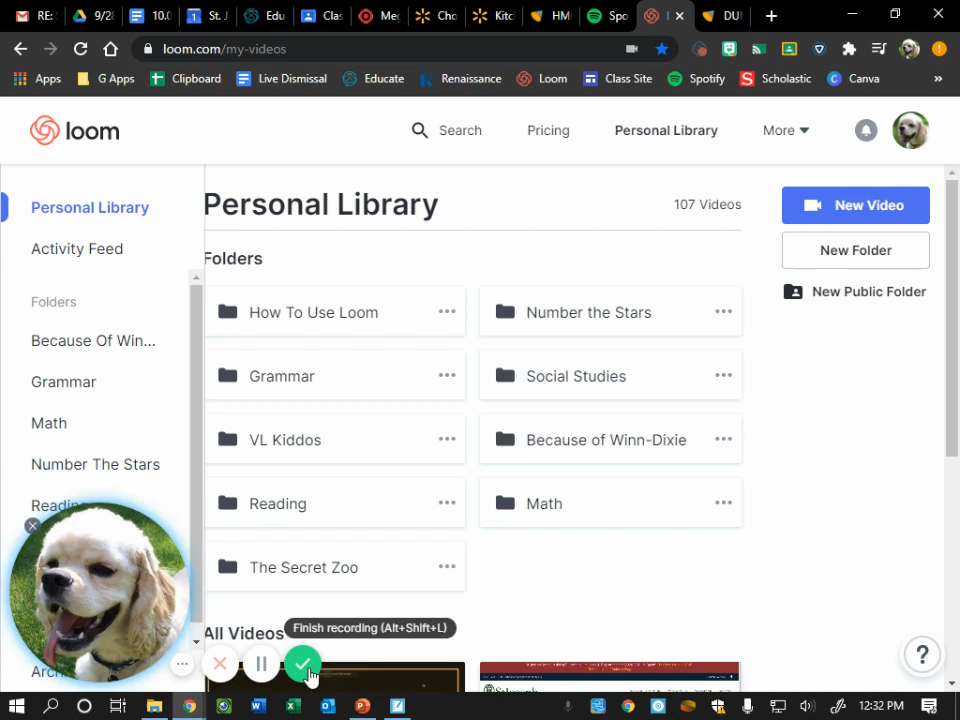 RE:
9/28
10.0
St. J
Edu
Clas
Me
Cho
Kitc
HM
Spo
DU
loom.com/my-videos
Apps
G Apps
Clipboard
Live Dismissal
Educate
Renaissance
Loom
Class Site
Spotify
Scholastic
Canva
»
loom
Search
Pricing
Personal Library
More
Personal Library
Activity Feed
Folders
Because Of Win...
Grammar
Math
Number The Stars
Reading
Personal Library
107 Videos
New Video
New Folder
New Public Folder
Folders
How To Use Loom
Number the Stars
Grammar
Social Studies
VL Kiddos
Because of Winn-Dixie
Reading
Math
The Secret Zoo
All Videos
Finish recording (Alt+Shift+L)
12:32 PM